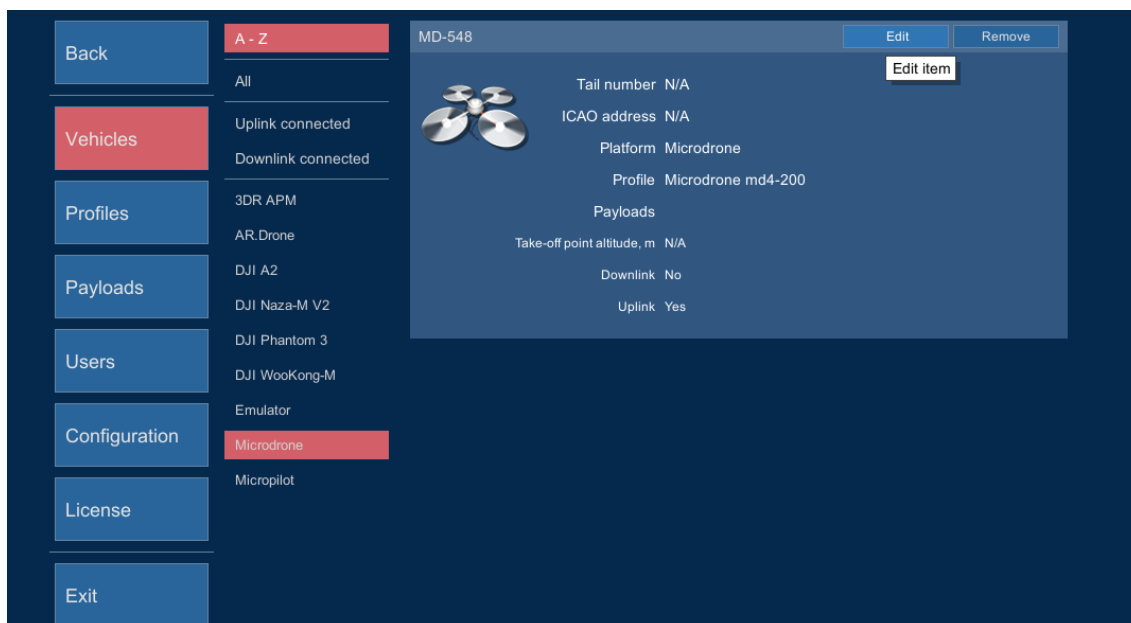 Back
Vehicles
Profiles
Payloads
Users
Configuration
License
Exit
A - Z
All
Uplink connected
Downlink connected
3DR APM
AR.Drone
DJI A2
DJI Naza-M V2
DJI Phantom 3
DJI WooKong-M
Emulator
Microdrone
Micropilot
MD-548 Edit Remove
Edit item
Tail number N/A
ICAO address N/A
Platform Microdrone
Profile Microdrone md4-200
Payloads
Take-off point altitude, m N/A
Downlink No
Uplink Yes